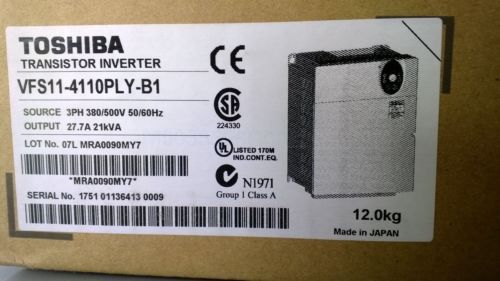 TOSHIBA
TRANSISTOR INVERTER
VFS11-4110PLY-B1
SOURCE 3PH 380/500V 50/60Hz
OUTPUT 27.7A 21kVA
LOT No. 07L MRA0090MY7
*MRA0090MY7*
SERIAL No. 1751 01136413 0009
CE
SA
224330
UL LISTED 170M
IND.CONT.EQ.
N1971
Group 1 Class A
12.0kg
Made in JAPAN